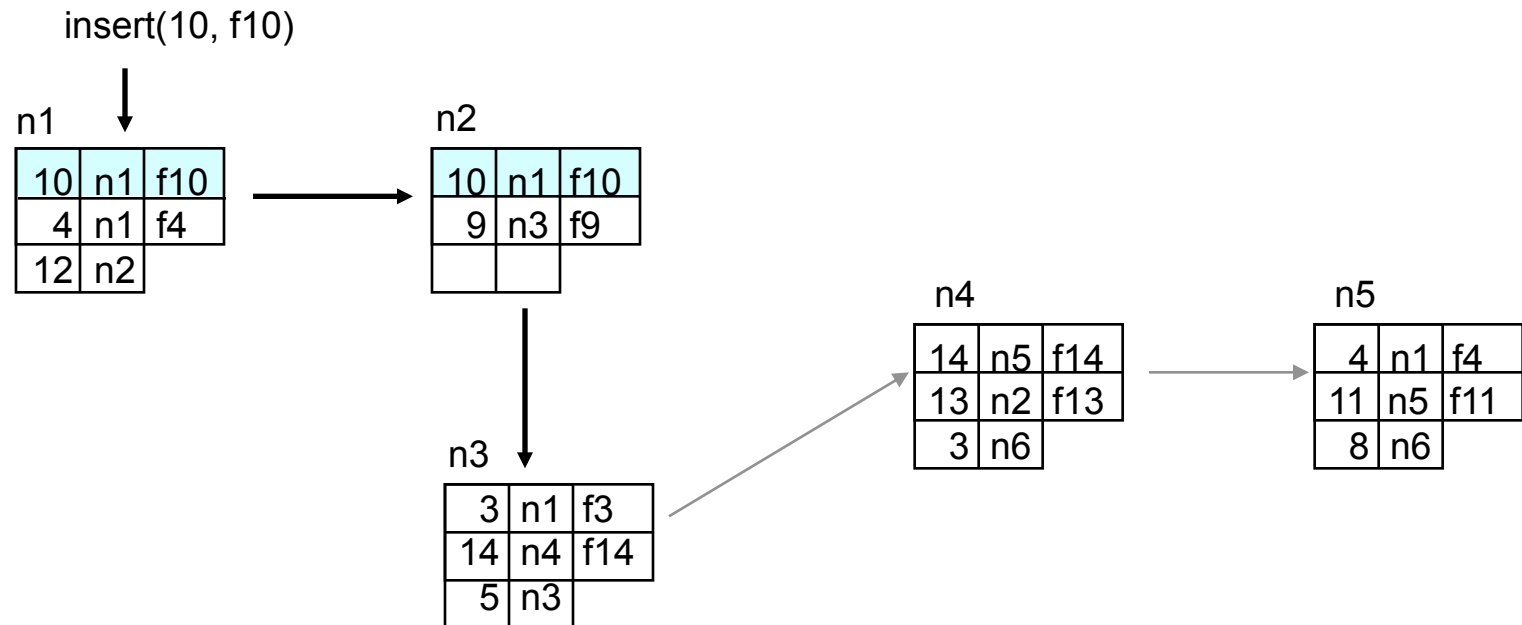 insert(10, f10)
n1
10 n1 f10
4 n1 f4
12 n2
n2
10 n1 f10
9 n3 f9
n3
3 n1 f3
14 n4 f14
5 n3
n4
14 n5 f14
13 n2 f13
3 n6
n5
4 n1 f4
11 n5 f11
8 n6